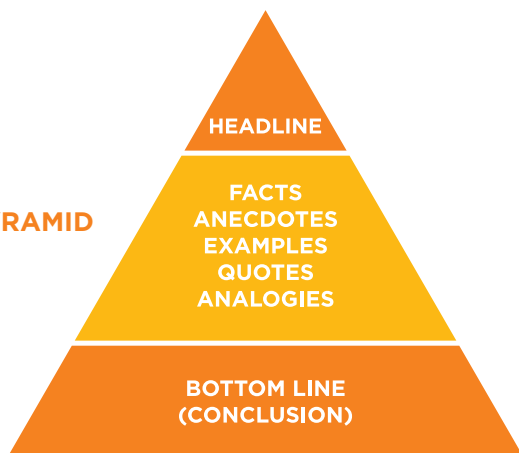 HEADLINE
RAMID
FACTS
ANECDOTES
EXAMPLES
QUOTES
ANALOGIES
BOTTOM LINE
(CONCLUSION)